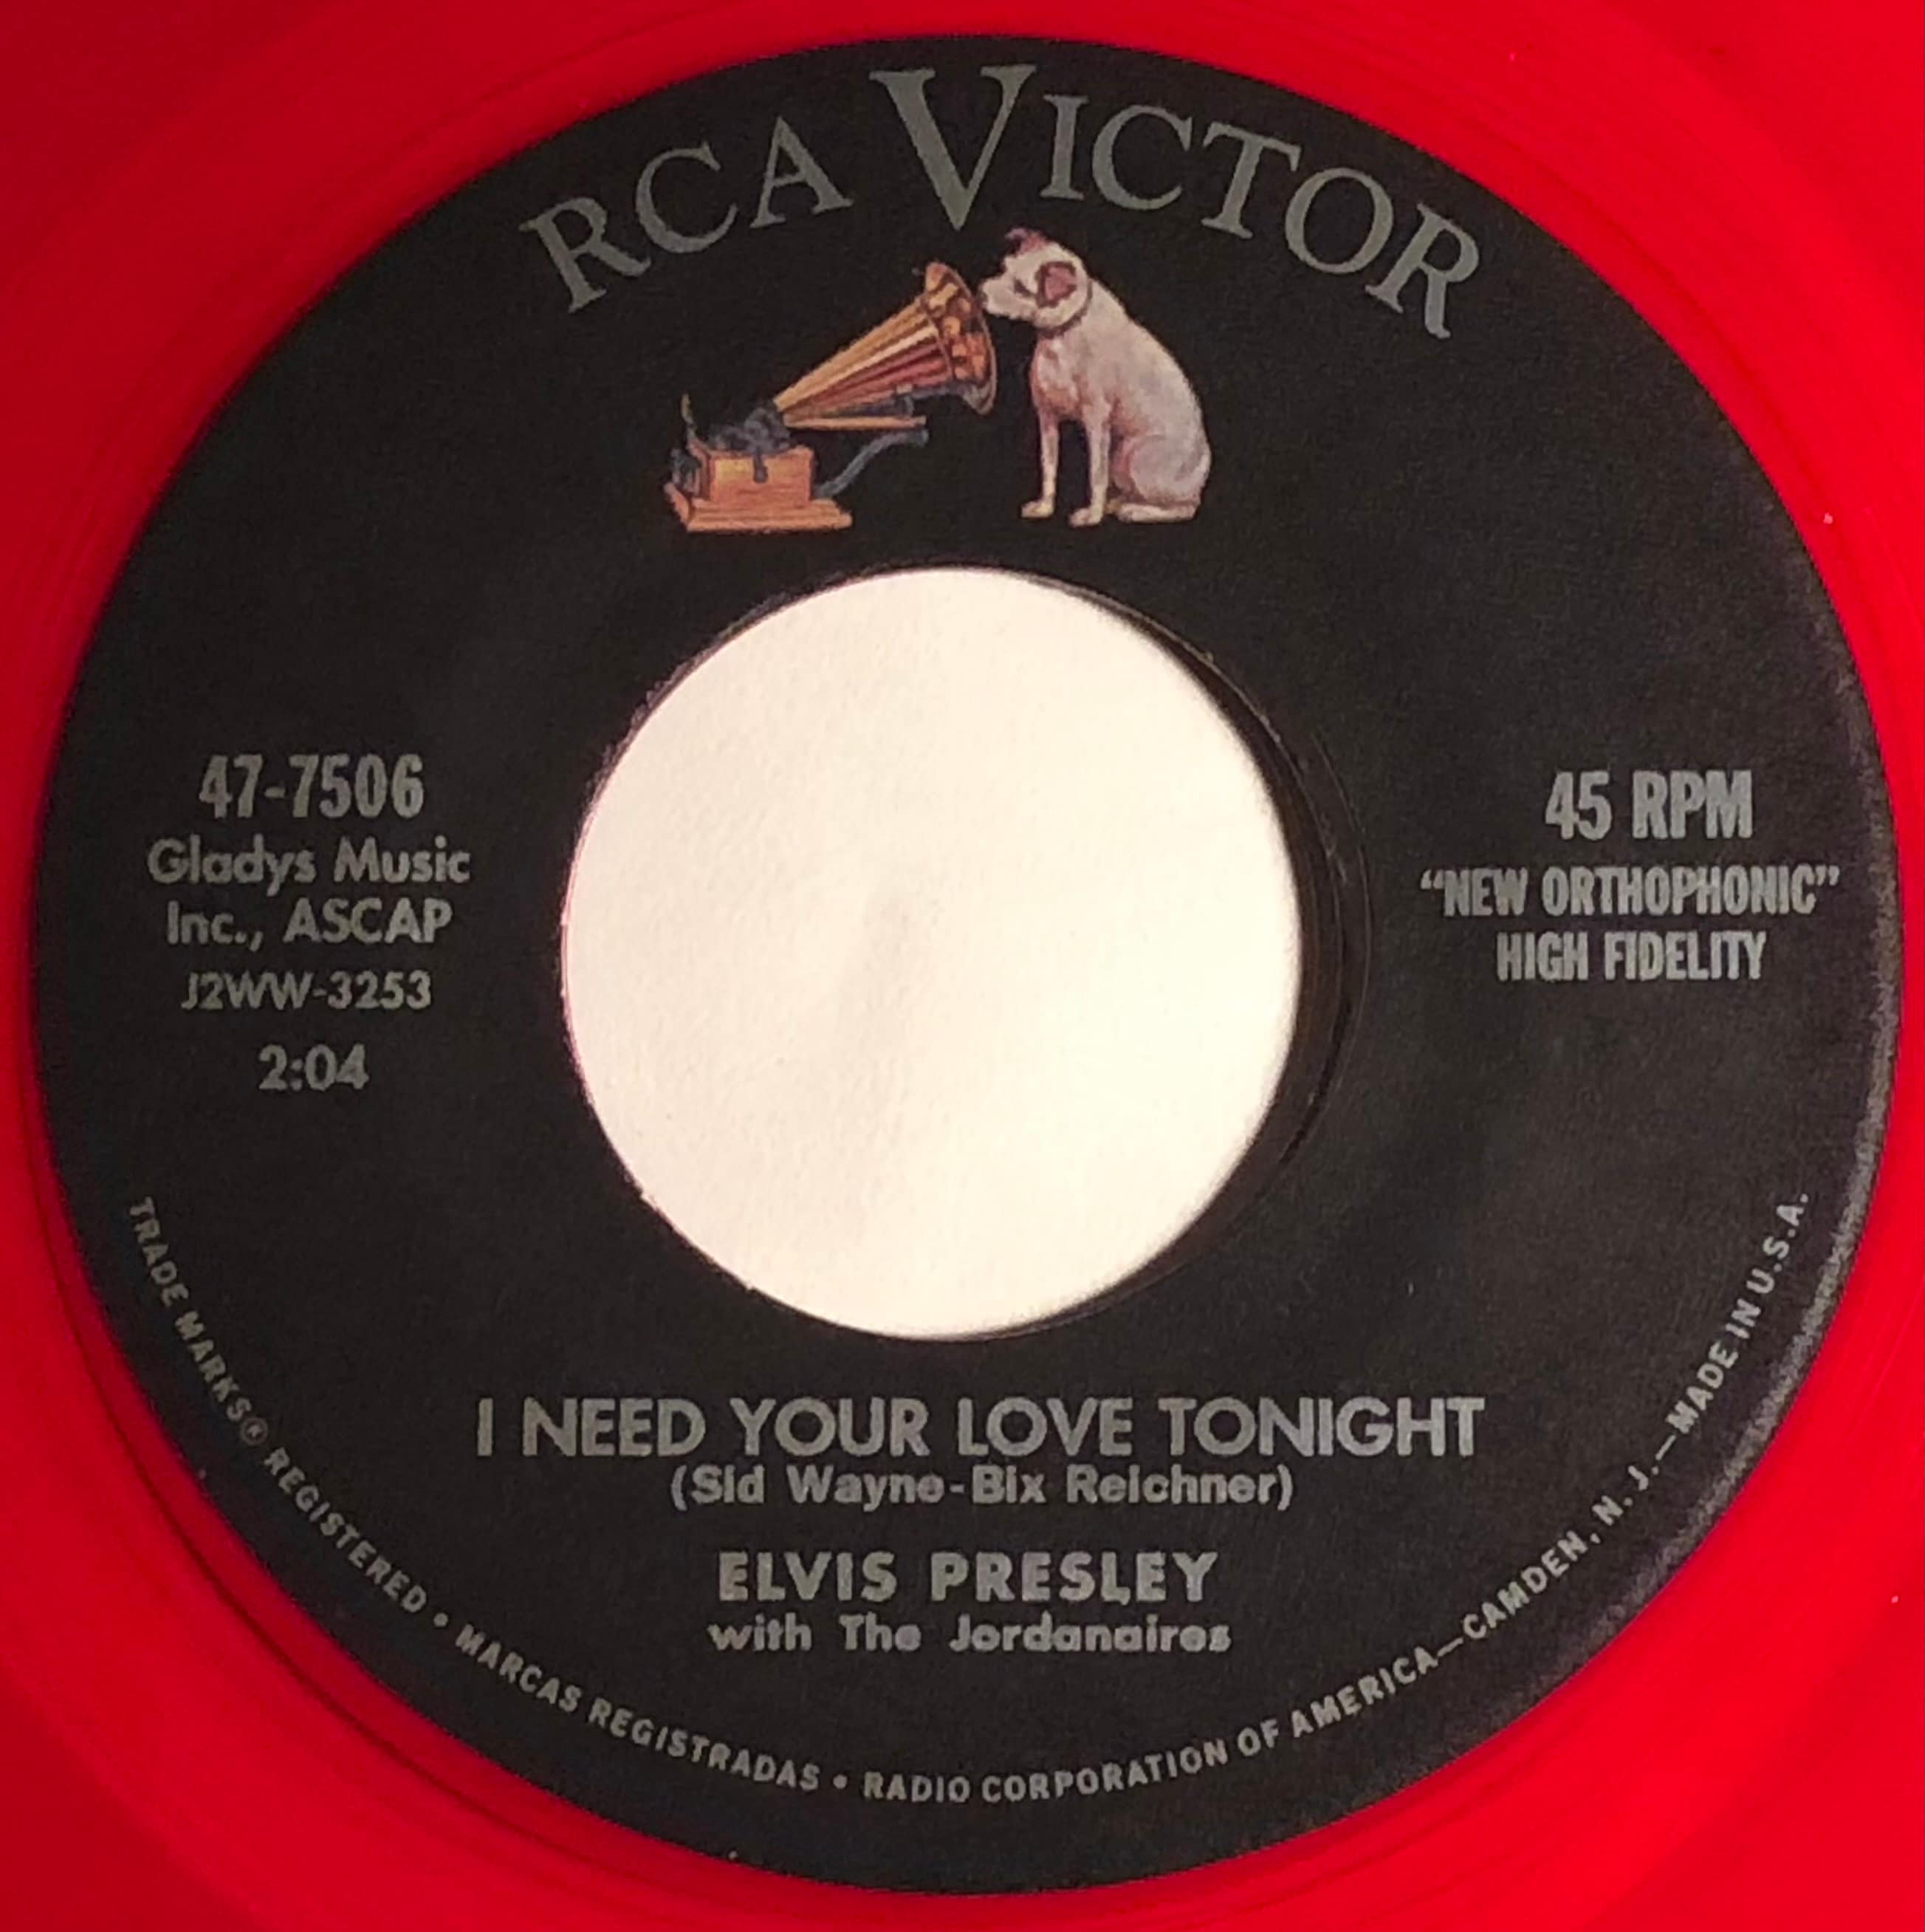 RCA VICTOR
47-7506
Gladys Music
Inc., ASCAP
J2WW-3253
2:04
45 RPM
“NEW ORTHOPHONIC”
HIGH FIDELITY
I NEED YOUR LOVE TONIGHT
(Sid Wayne-Bix Reichner)
ELVIS PRESLEY
with The Jordanaires
TRADE MARKS® REGISTERED • MARCAS REGISTRADAS • RADIO CORPORATION OF AMERICA—CAMDEN, N. J.—MADE IN U.S.A.